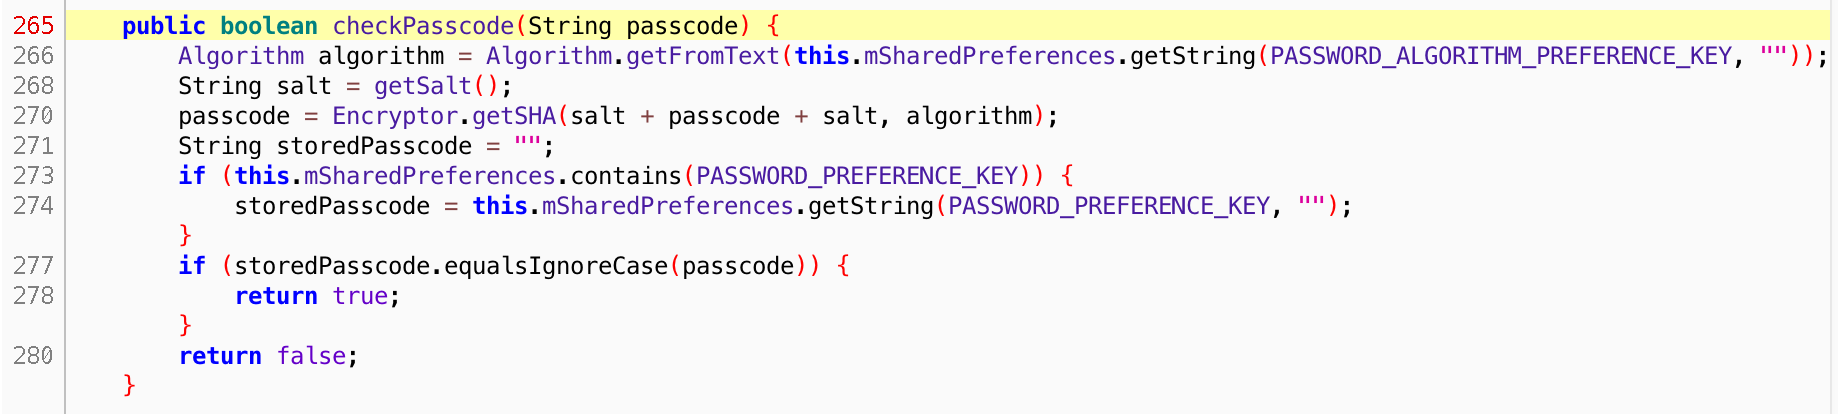 265 public boolean checkPasscode(String passcode) {
266 Algorithm algorithm = Algorithm.getFromText(this.mSharedPreferences.getString(PASSWORD_ALGORITHM_PREFERENCE_KEY, ""));
268 String salt = getSalt();
270 passcode = Encryptor.getSHA(salt + passcode + salt, algorithm);
271 String storedPasscode = "";
273 if (this.mSharedPreferences.contains(PASSWORD_PREFERENCE_KEY)) {
274 storedPasscode = this.mSharedPreferences.getString(PASSWORD_PREFERENCE_KEY, "");
}
277 if (storedPasscode.equalsIgnoreCase(passcode)) {
278 return true;
}
280 return false;
}